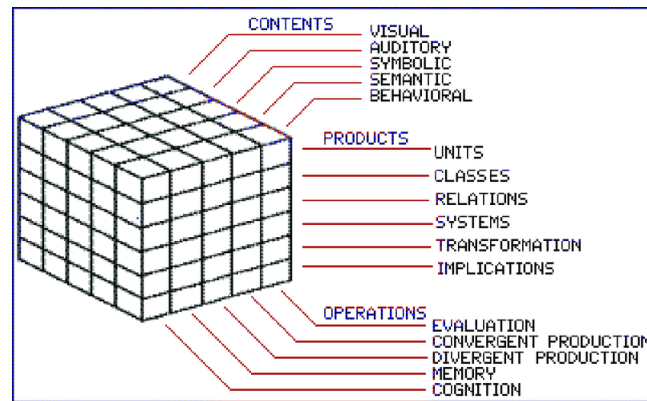 CONTENTS
VISUAL
AUDITORY
SYMBOLIC
SEMANTIC
BEHAVIORAL
PRODUCTS
UNITS
CLASSES
RELATIONS
SYSTEMS
TRANSFORMATION
IMPLICATIONS
OPERATIONS
EVALUATION
CONVERGENT PRODUCTION
DIVERGENT PRODUCTION
MEMORY
COGNITION